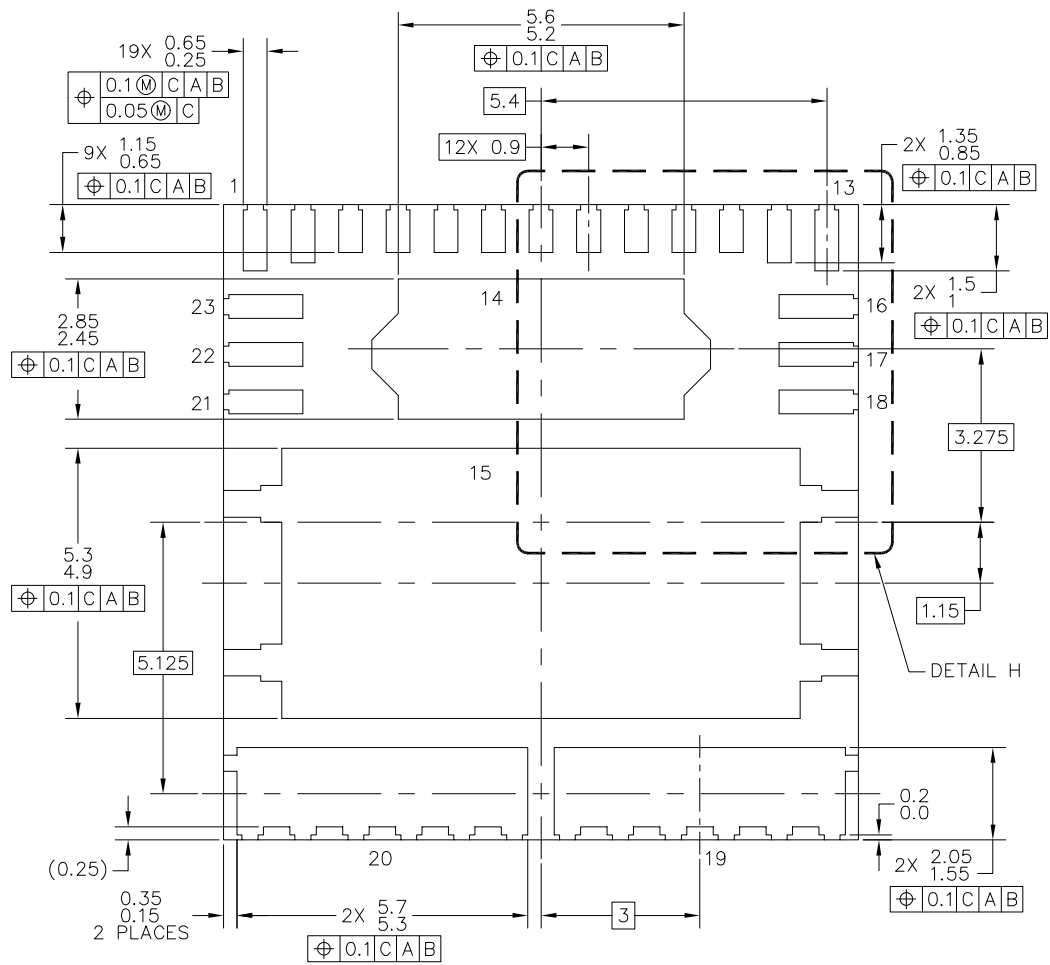 5.6
5.2
⌖ 0.1 C A B
19X 0.65
0.25
⌖ 0.1 Ⓜ C A B
0.05 Ⓜ C
5.4
12X 0.9
9X 1.15
0.65
⌖ 0.1 C A B
2X 1.35
0.85
⌖ 0.1 C A B
1
13
2X 1.5
1
⌖ 0.1 C A B
14
23
16
22
17
21
18
2.85
2.45
⌖ 0.1 C A B
3.275
15
5.3
4.9
⌖ 0.1 C A B
1.15
5.125
DETAIL H
0.2
0.0
(0.25)
20
19
2X 2.05
1.55
⌖ 0.1 C A B
0.35
0.15
2 PLACES
2X 5.7
5.3
⌖ 0.1 C A B
3